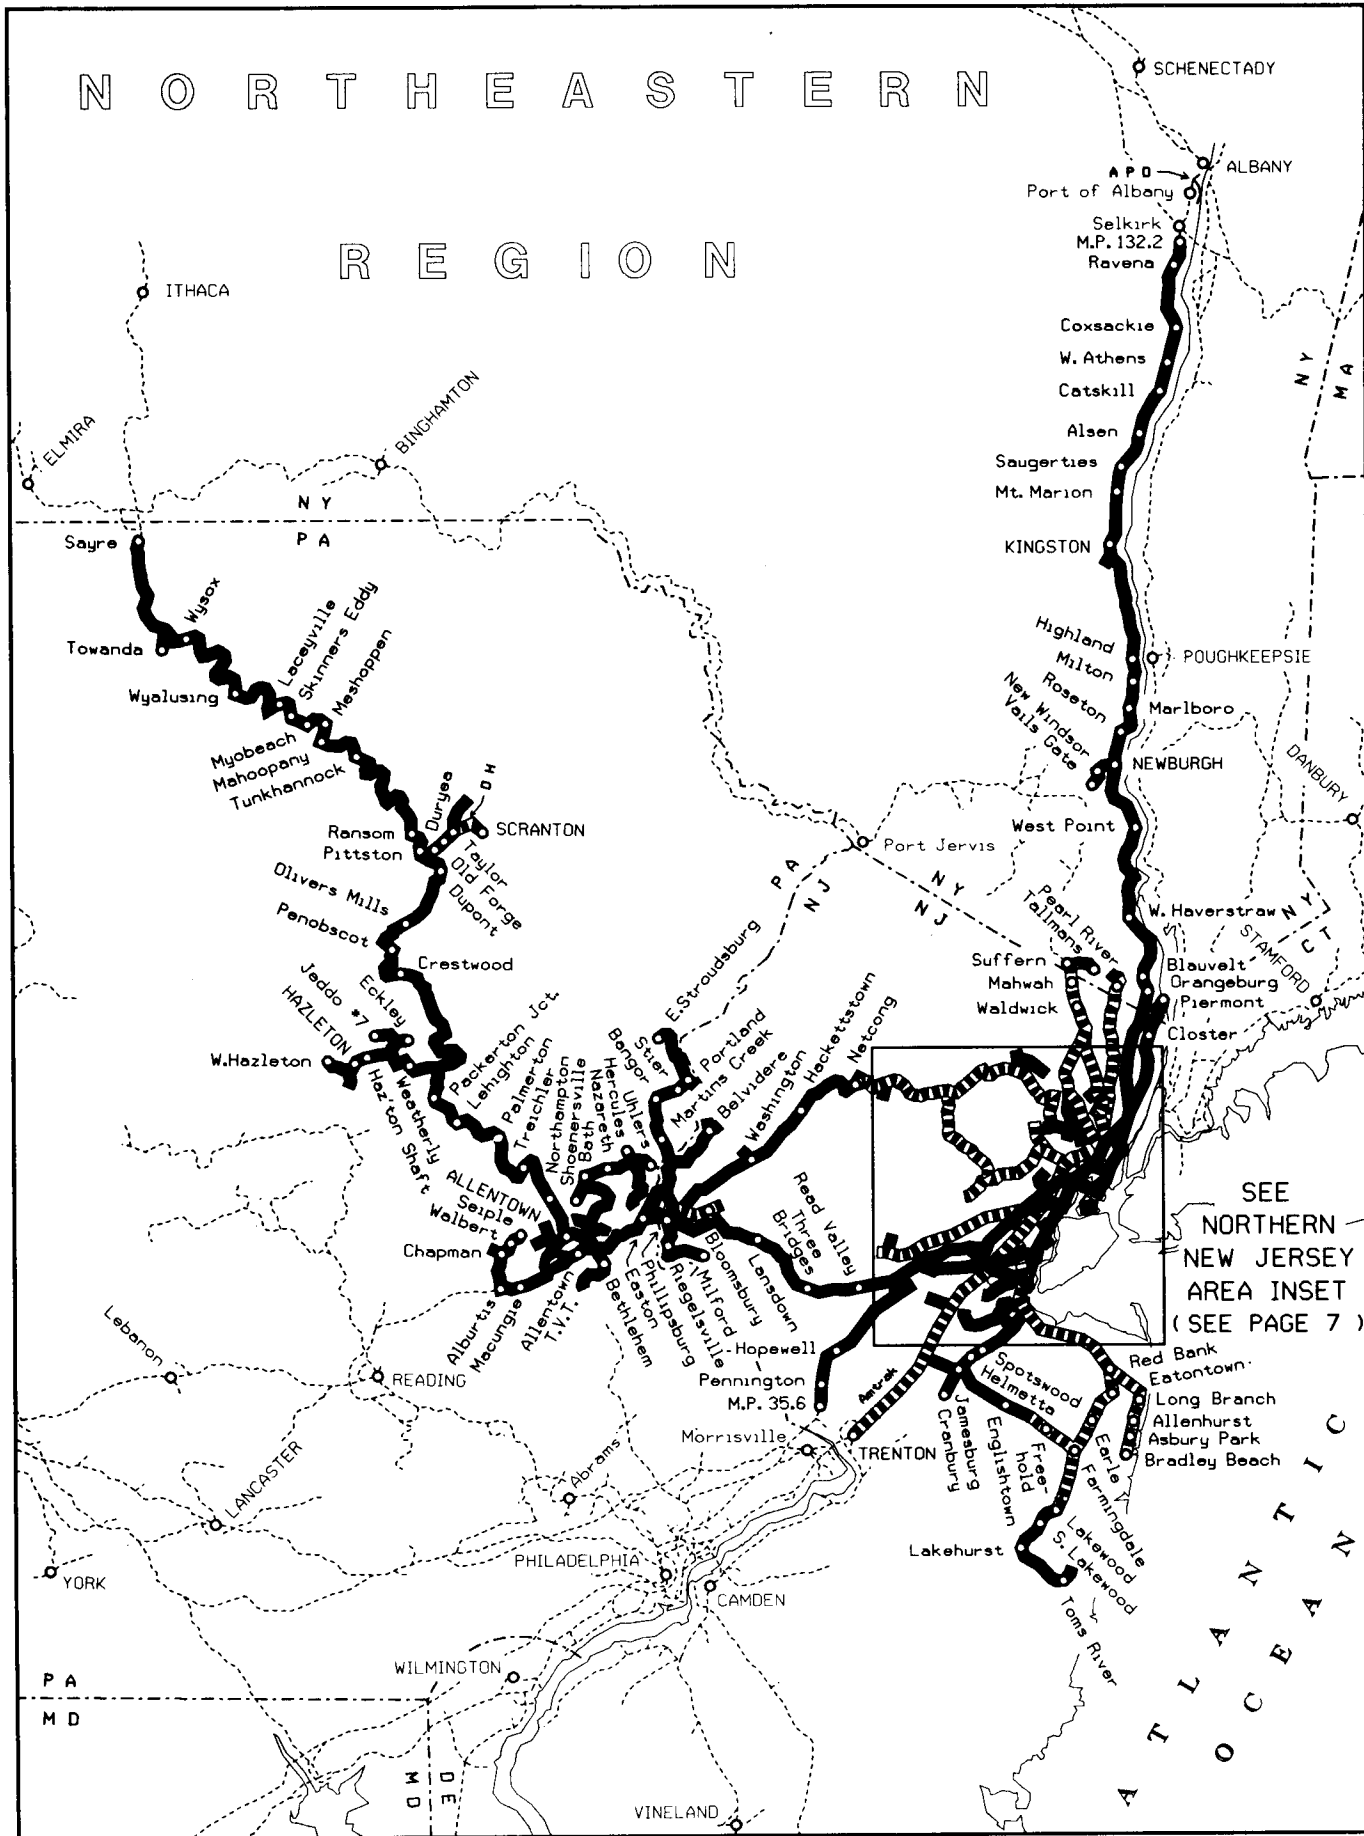 NORTHEASTERN
REGION
SCHENECTADY
ALBANY
APD
Port of Albany
Selkirk
M.P. 132.2
Ravena
ITHACA
Coxsackie
W. Athens
Catskill
NY
MA
ELMIRA
BINGHAMTON
Alsen
Saugerties
Mt. Marion
NY
PA
Sayre
KINGSTON
Wysox
Laceyville
Skinners Eddy
Meshoppen
Towanda
Wyalusing
Highland
Milton
Roseton
New Windsor
Vails Gate
POUGHKEEPSIE
Marlboro
NEWBURGH
DANBURY
Myobeach
Mahoopany
Tunkhannock
Duryea
DH
SCRANTON
Ransom
Pittston
Taylor
Old Forge
Dupont
West Point
Port Jervis
PA
NJ
NY
NJ
Olivers Mills
Penobscot
Crestwood
Pearl River
Tallmans
W. Haverstraw
NY
CT
STAMFORD
Suffern
Mahwah
Waldwick
Blauvelt
Orangeburg
Piermont
Closter
Jeddo #7
Eckley
HAZLETON
W.Hazleton
Haz'ton Shaft
Weatherly
Packerton Jct.
Lehighton
Palmerton
Treichler
Northampton
Shoenersville
Bath
Nazareth
Hercules
Uhlers
Bangor
Stier
E.Stroudsburg
Portland
Martins Creek
Belvidere
Washington
Hackettstown
Netcong
ALLENTOWN
Seiple
Walbert
Chapman
Alburtis
Macungie
Allentown
T.V.T.
Bethlehem
Easton
Phillipsburg
Riegelsville
Milford
Bloomsbury
Lansdown
Three
Bridges
Read Valley
SEE
NORTHERN
NEW JERSEY
AREA INSET
(SEE PAGE 7 )
Lebanon
READING
Hopewell
Pennington
M.P. 35.6
Amtrak
Morrisville
TRENTON
Spotswood
Helmetta
Jamesburg
Cranbury
Englishtown
Free-
hold
Red Bank
Eatontown
Long Branch
Allenhurst
Asbury Park
Bradley Beach
Earle
Farmingdale
Lakewood
S. Lakewood
Lakehurst
Toms River
LANCASTER
Abrams
YORK
PHILADELPHIA
CAMDEN
WILMINGTON
PA
MD
MD
DE
VINELAND
ATLANTIC
OCEAN